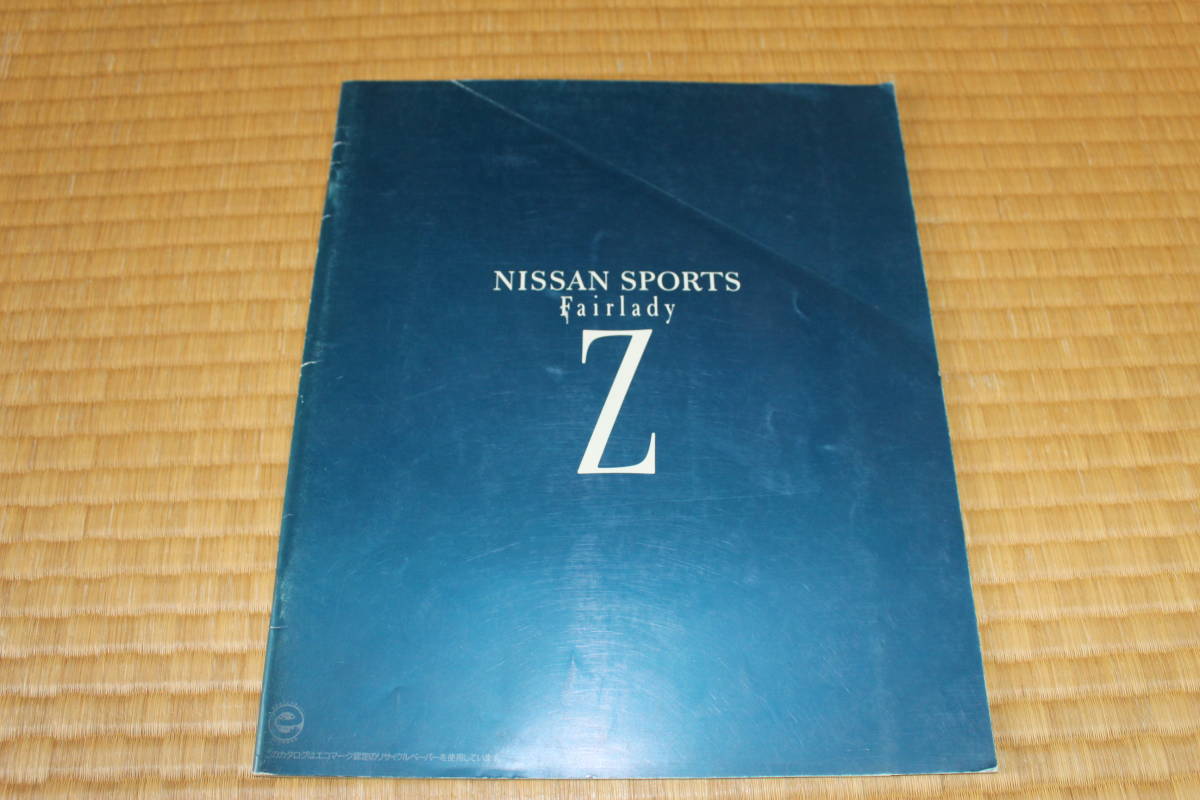 NISSAN SPORTS
Fairlady
Z
このカタログはエコマーク認定のリサイクルペーパーを使用しています。